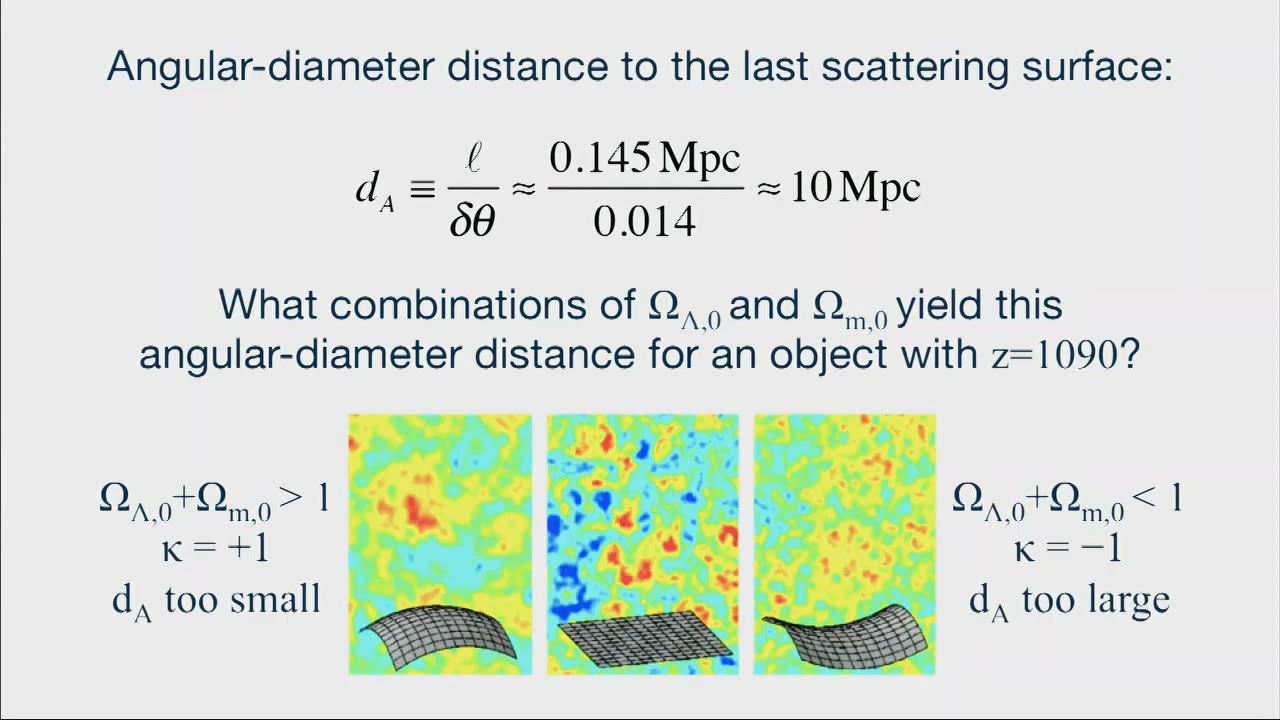 Angular-diameter distance to the last scattering surface:
d_A ≡ ℓ/δθ ≈ 0.145 Mpc/0.014 ≈ 10 Mpc
What combinations of Ω_Λ,0 and Ω_m,0 yield this
angular-diameter distance for an object with z=1090?
Ω_Λ,0+Ω_m,0 > 1
κ = +1
d_A too small
Ω_Λ,0+Ω_m,0 < 1
κ = −1
d_A too large